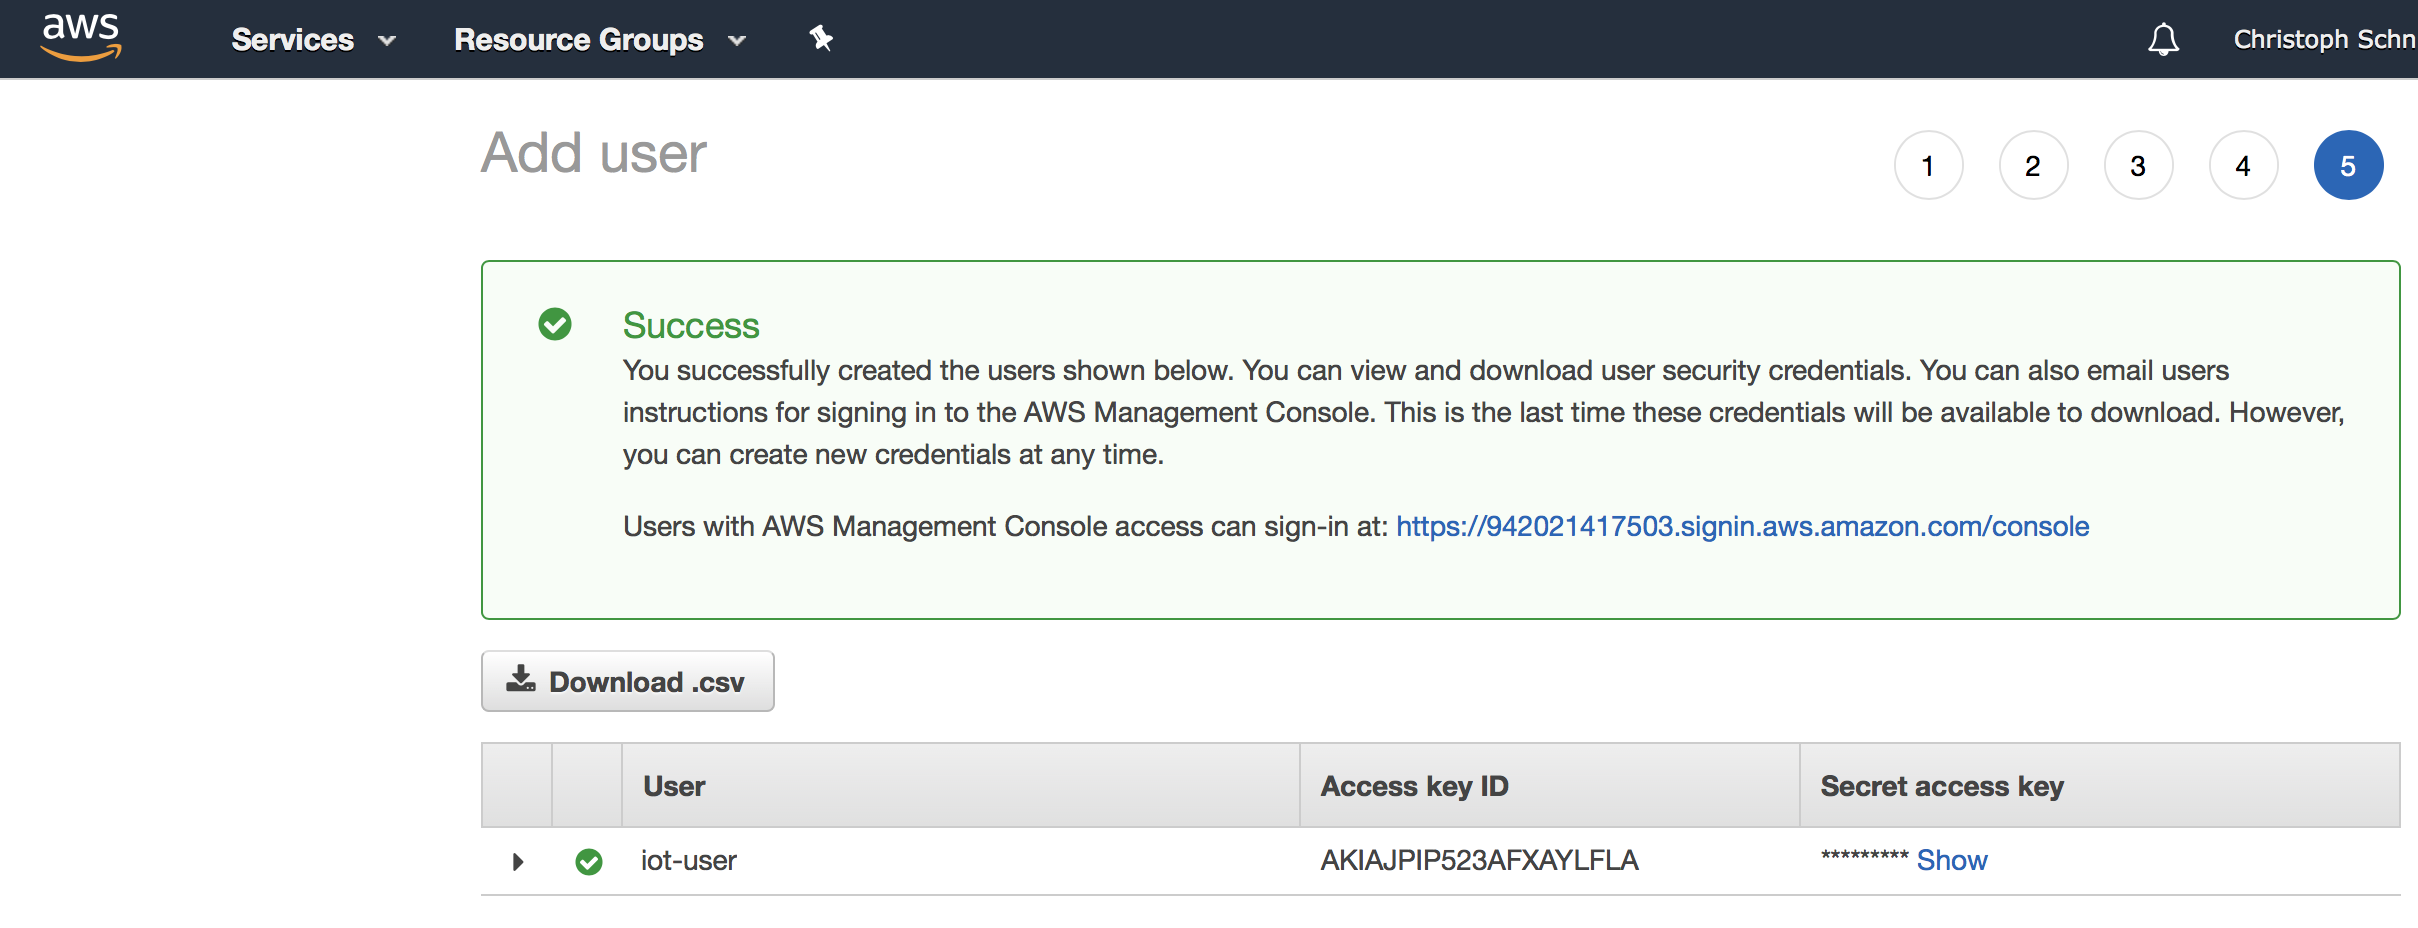 aws Services Resource Groups Christoph Schn
Add user 1 2 3 4 5
Success
You successfully created the users shown below. You can view and download user security credentials. You can also email users
instructions for signing in to the AWS Management Console. This is the last time these credentials will be available to download. However,
you can create new credentials at any time.
Users with AWS Management Console access can sign-in at: https://942021417503.signin.aws.amazon.com/console
Download .csv
User Access key ID Secret access key
iot-user AKIAJPIP523AFXAYLFLA ********* Show